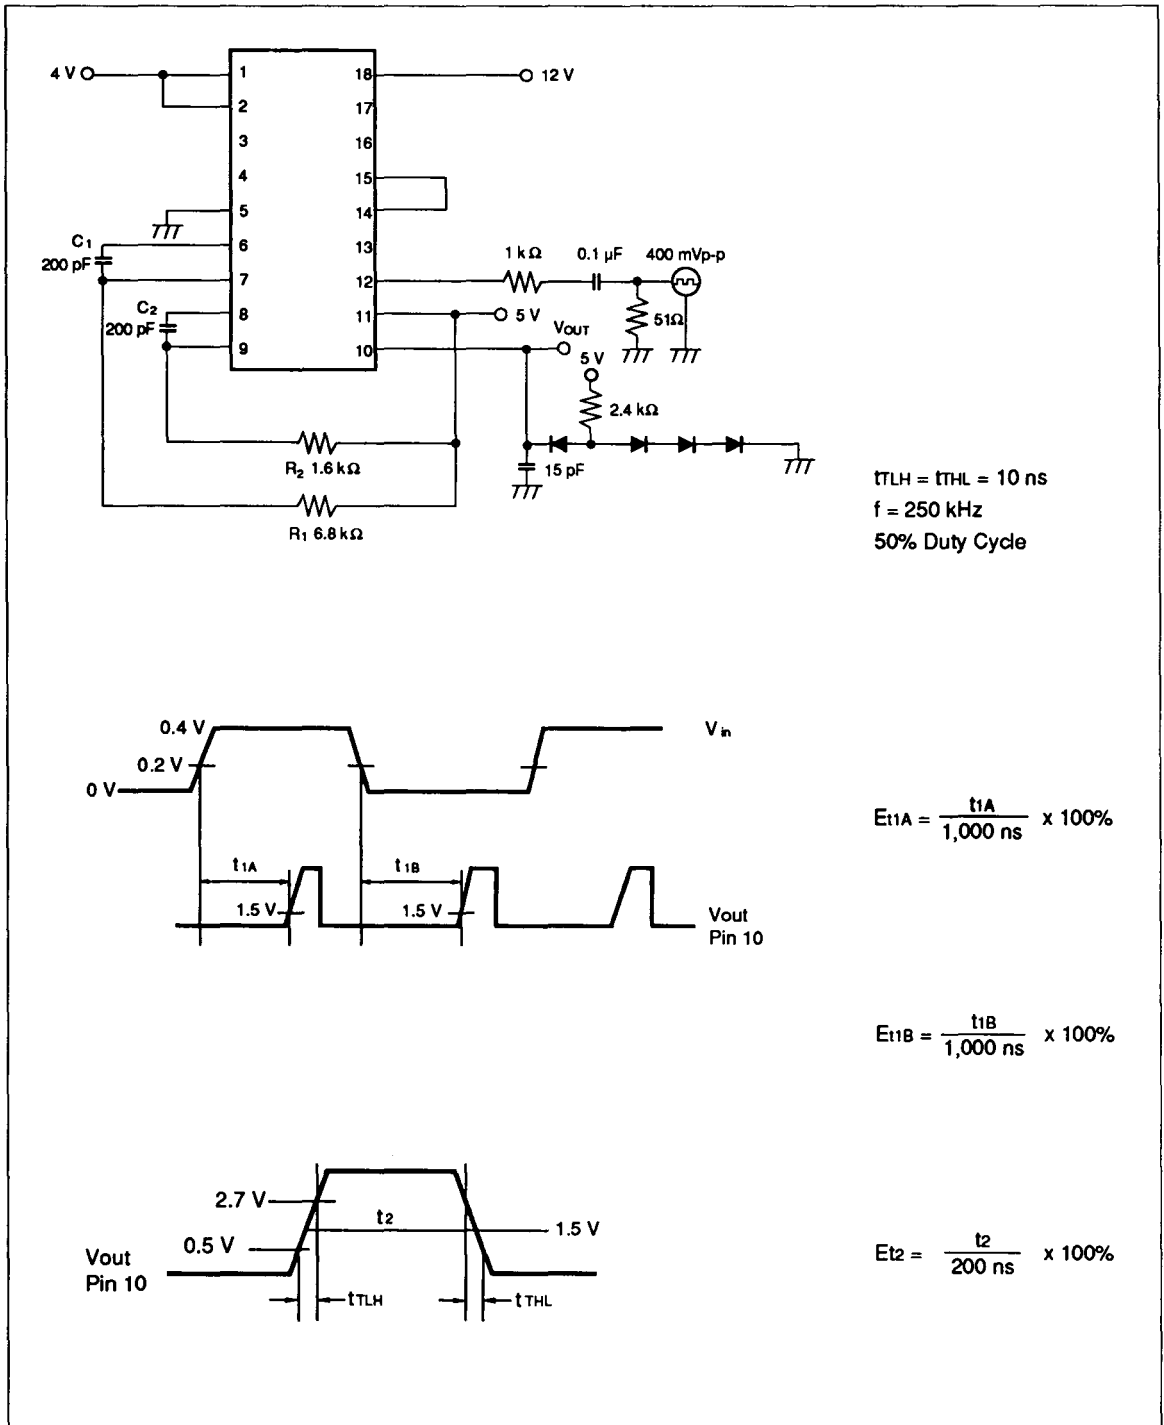 4 V
1
18
12 V
2
17
3
16
4
15
5
14
C1
200 pF
6
13
1 kΩ
0.1 µF
400 mVp-p
7
12
C2
200 pF
8
11
5 V
51Ω
9
10
VOUT
5 V
2.4 kΩ
R2 1.6 kΩ
15 pF
R1 6.8 kΩ
tTLH = tTHL = 10 ns
f = 250 kHz
50% Duty Cycle
0.4 V
Vin
0.2 V
0 V
Et1A = t1A / 1,000 ns x 100%
t1A
t1B
1.5 V
1.5 V
Vout
Pin 10
Et1B = t1B / 1,000 ns x 100%
2.7 V
t2
1.5 V
0.5 V
Vout
Pin 10
Et2 = t2 / 200 ns x 100%
tTLH
tTHL